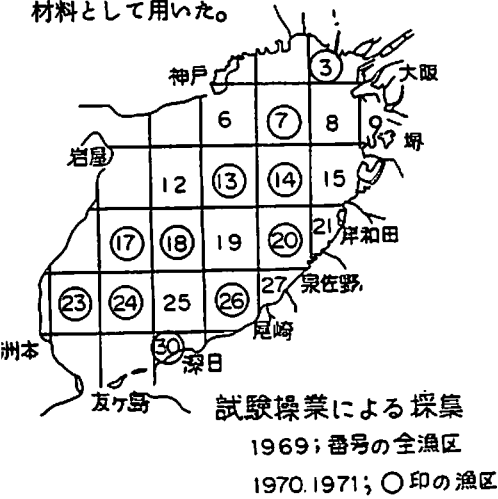 材料として用いた。
③
神戸 大阪
6 ⑦ 8 9 堺
岩屋
12 ⑬ ⑭ 15
21 岸和田
⑰ ⑱ 19 ⑳
27 泉佐野
㉓ ㉔ 25 ㉖
尾崎
洲本 ㉚
深日
友ヶ島
試験操業による採集
1969;番号の全漁区
1970.1971;○印の漁区